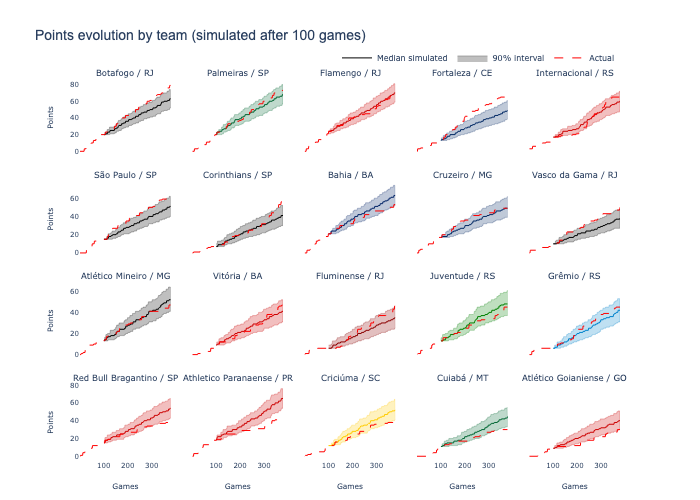 Points evolution by team (simulated after 100 games)
Median simulated 90% interval Actual
Botafogo / RJ Palmeiras / SP Flamengo / RJ Fortaleza / CE Internacional / RS
80
60
40
20
0
Points
São Paulo / SP Corinthians / SP Bahia / BA Cruzeiro / MG Vasco da Gama / RJ
60
40
20
0
Points
Atlético Mineiro / MG Vitória / BA Fluminense / RJ Juventude / RS Grêmio / RS
60
40
20
0
Points
Red Bull Bragantino / SP Athletico Paranaense / PR Criciúma / SC Cuiabá / MT Atlético Goianiense / GO
80
60
40
20
0
Points
100 200 300 100 200 300 100 200 300 100 200 300 100 200 300
Games Games Games Games Games